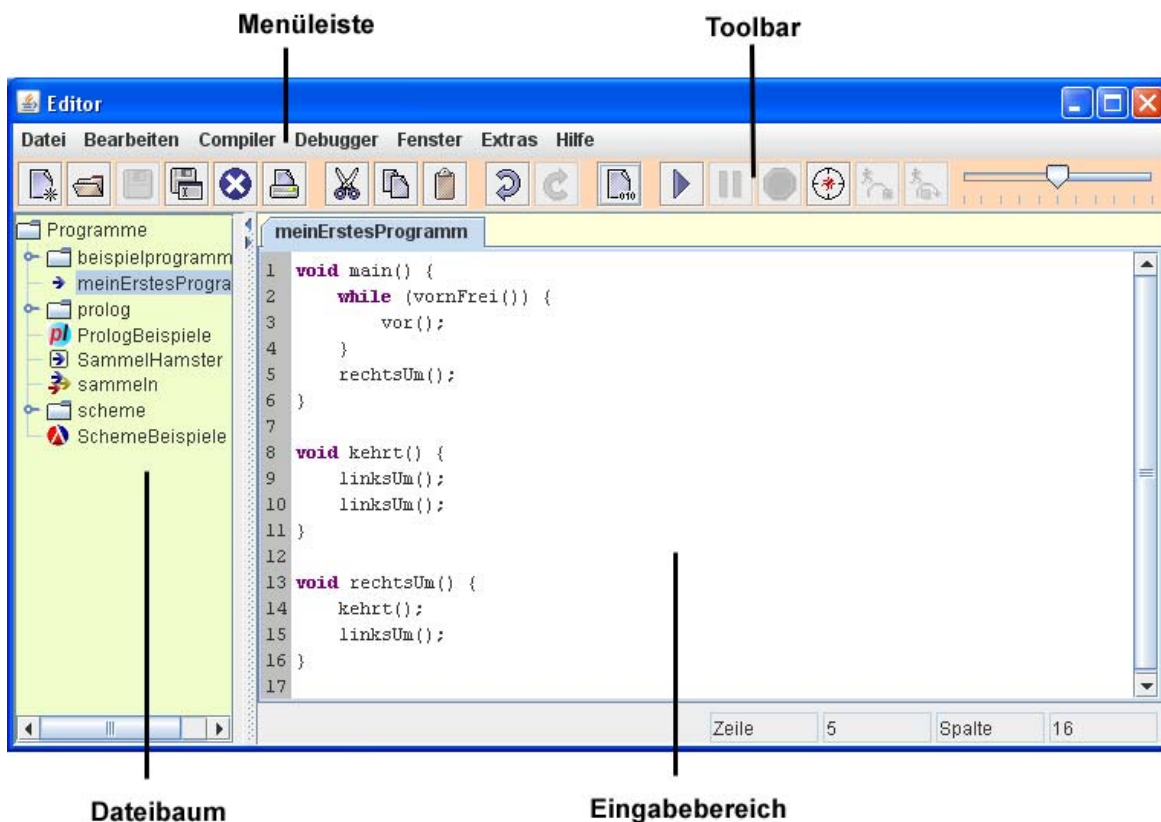 Menüleiste
Toolbar
Editor
Datei Bearbeiten Compiler Debugger Fenster Extras Hilfe
010
Programme
beispielprogramm
meinErstesProgra
prolog
pl PrologBeispiele
SammelHamster
sammeln
scheme
SchemeBeispiele
meinErstesProgramm
1 void main() {
2     while (vornFrei()) {
3         vor();
4     }
5     rechtsUm();
6 }
7
8 void kehrt() {
9     linksUm();
10     linksUm();
11 }
12
13 void rechtsUm() {
14     kehrt();
15     linksUm();
16 }
17
Zeile 5 Spalte 16
Dateibaum
Eingabebereich